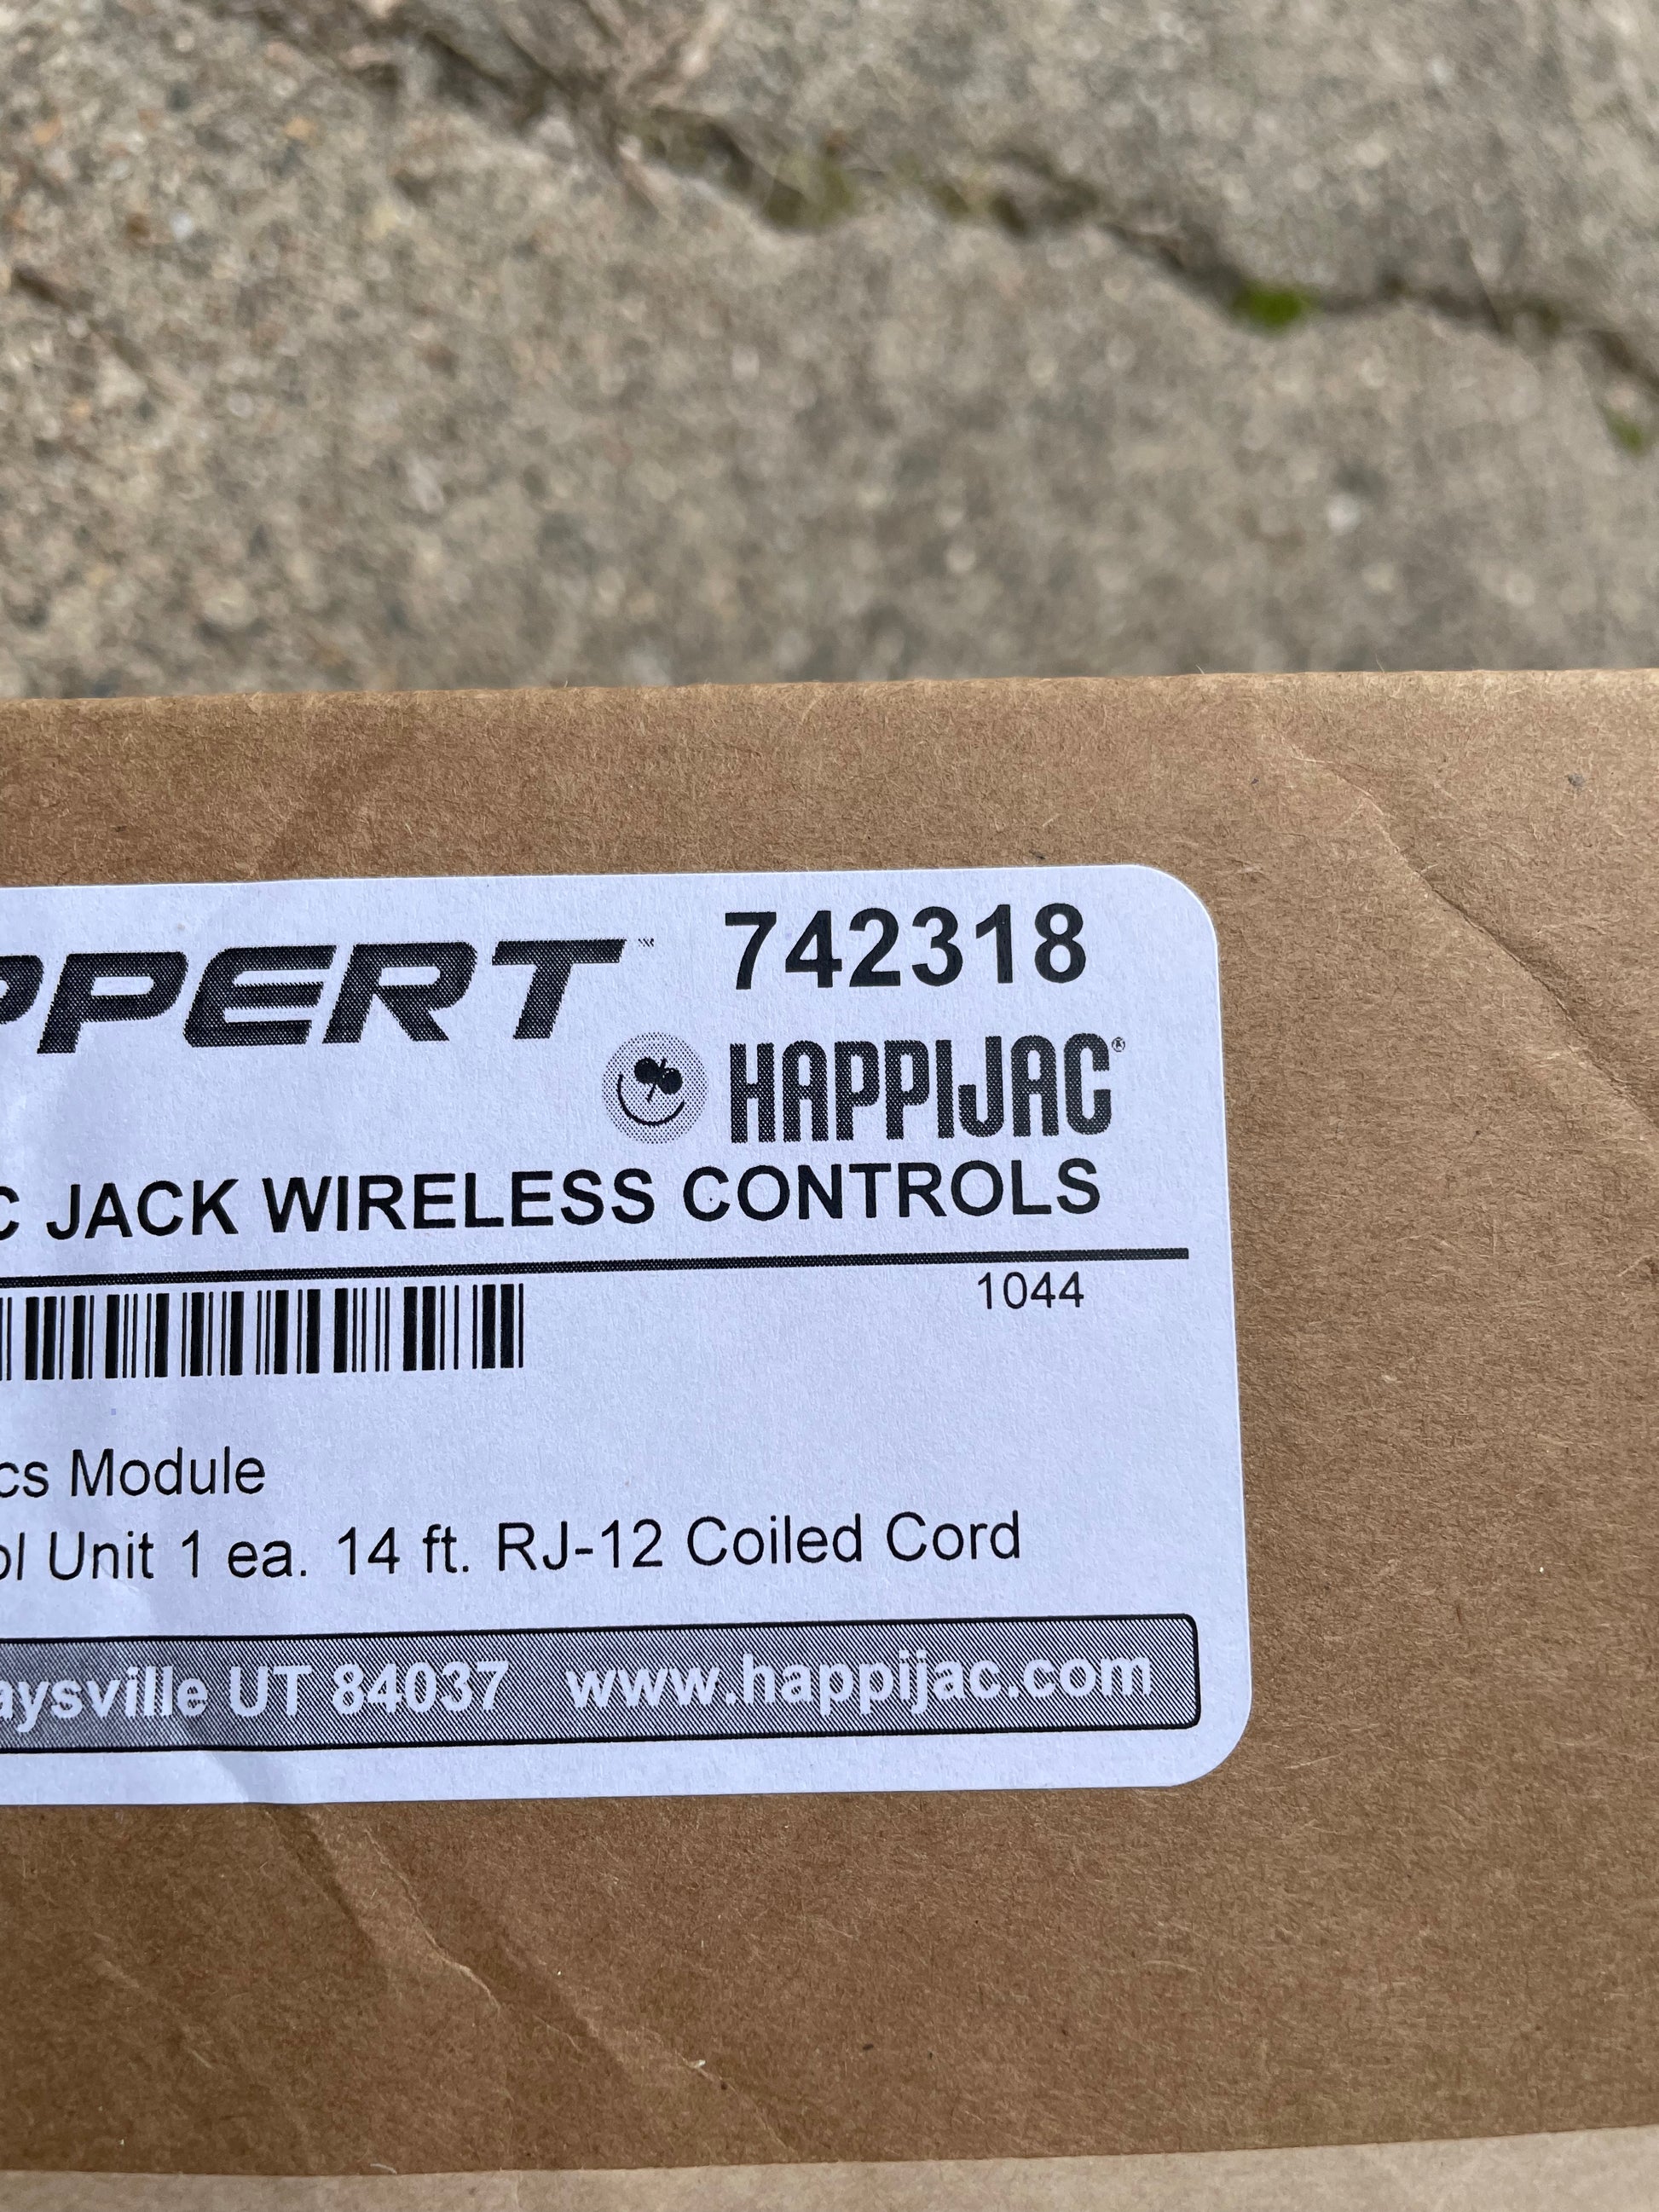 PPERT™ 742318
HAPPIJAC®
C JACK WIRELESS CONTROLS
1044
cs Module
ol Unit 1 ea. 14 ft. RJ-12 Coiled Cord
aysville UT 84037 www.happijac.com